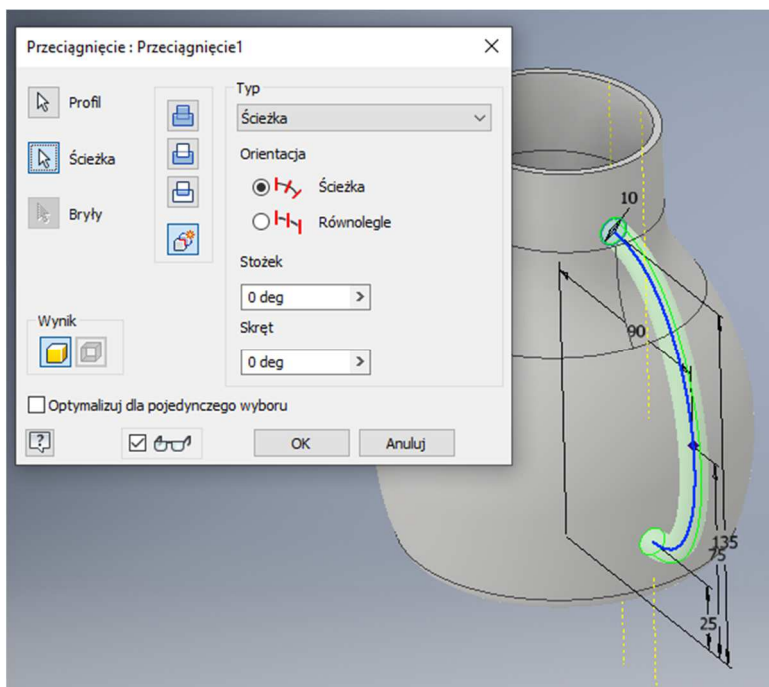 Przeciągnięcie : Przeciągnięcie1
Profil
Ścieżka
Bryły
Typ
Ścieżka
Orientacja
Ścieżka
Równolegle
Stożek
0 deg
Skręt
0 deg
Wynik
Optymalizuj dla pojedynczego wyboru
OK
Anuluj
10
90
135
75
25